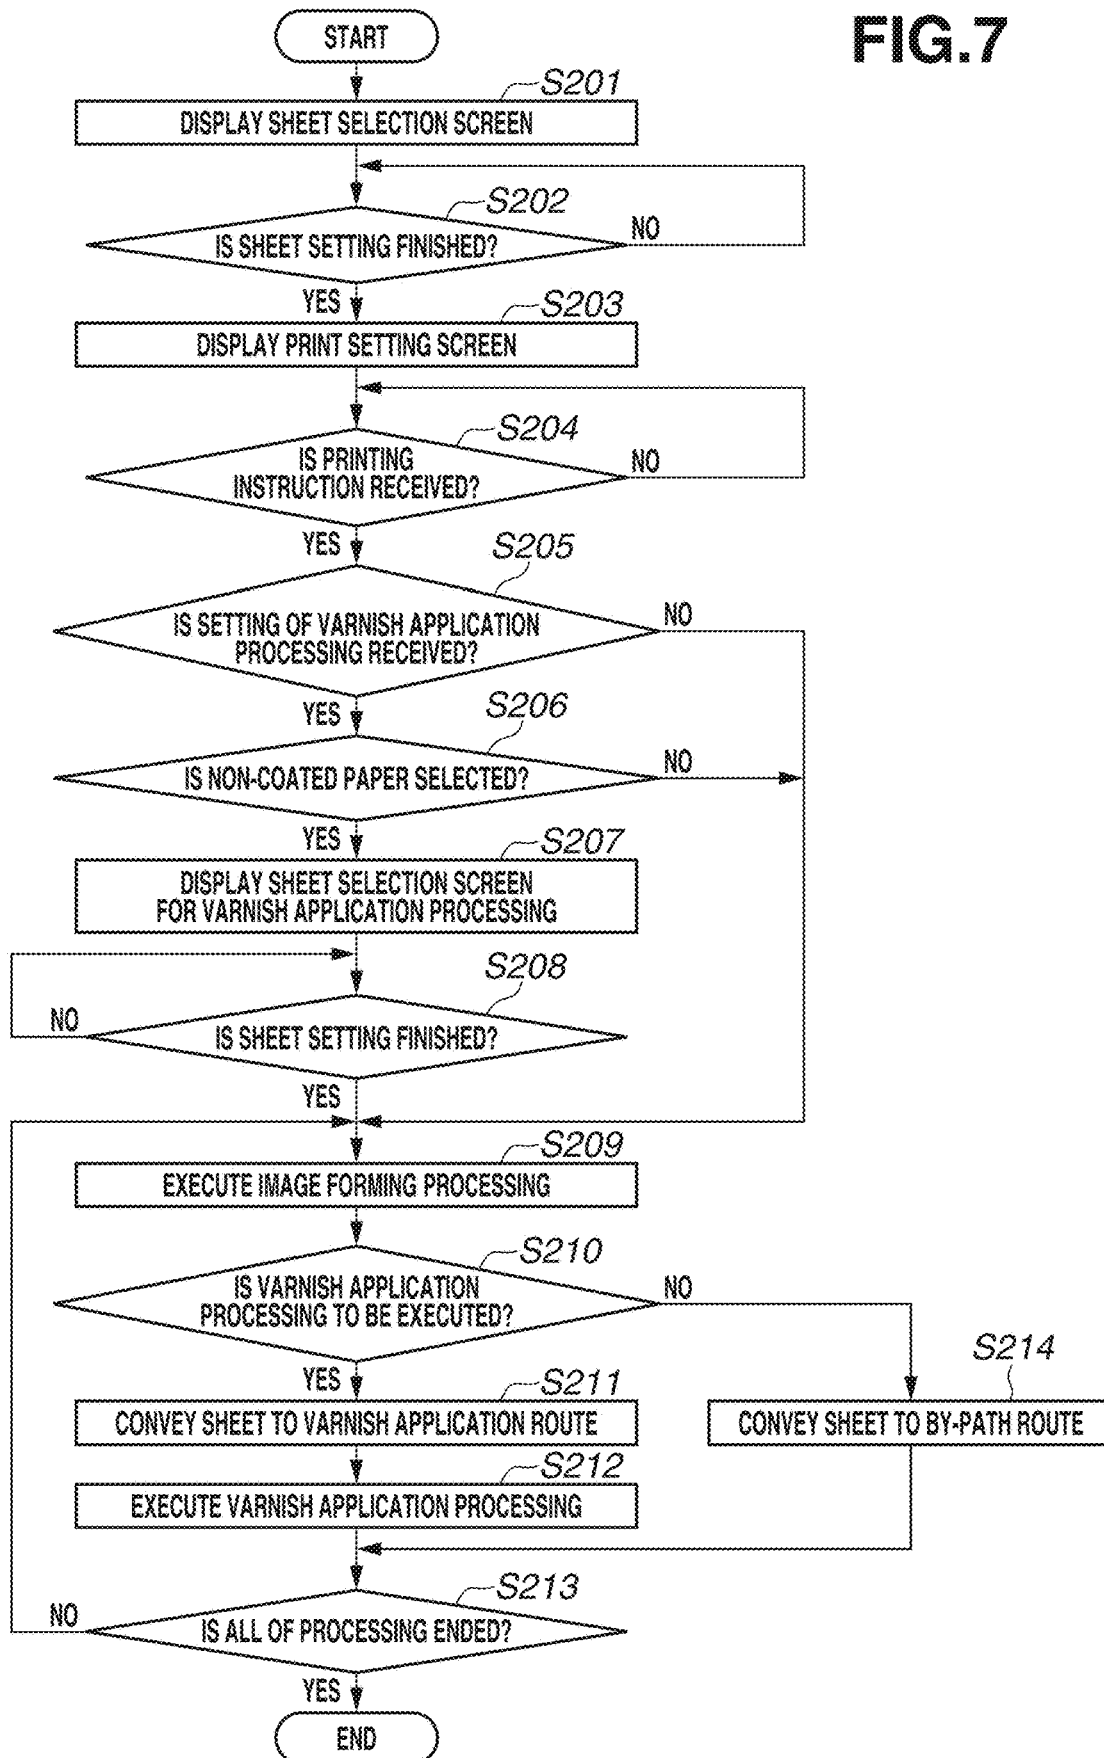 FIG.7
START
S201
DISPLAY SHEET SELECTION SCREEN
S202
IS SHEET SETTING FINISHED?
NO
YES
S203
DISPLAY PRINT SETTING SCREEN
S204
IS PRINTING
INSTRUCTION RECEIVED?
NO
YES
S205
IS SETTING OF VARNISH APPLICATION
PROCESSING RECEIVED?
NO
YES
S206
IS NON-COATED PAPER SELECTED?
NO
YES
S207
DISPLAY SHEET SELECTION SCREEN
FOR VARNISH APPLICATION PROCESSING
S208
IS SHEET SETTING FINISHED?
NO
YES
S209
EXECUTE IMAGE FORMING PROCESSING
S210
IS VARNISH APPLICATION
PROCESSING TO BE EXECUTED?
NO
YES
S211
CONVEY SHEET TO VARNISH APPLICATION ROUTE
S214
CONVEY SHEET TO BY-PATH ROUTE
S212
EXECUTE VARNISH APPLICATION PROCESSING
S213
IS ALL OF PROCESSING ENDED?
NO
YES
END